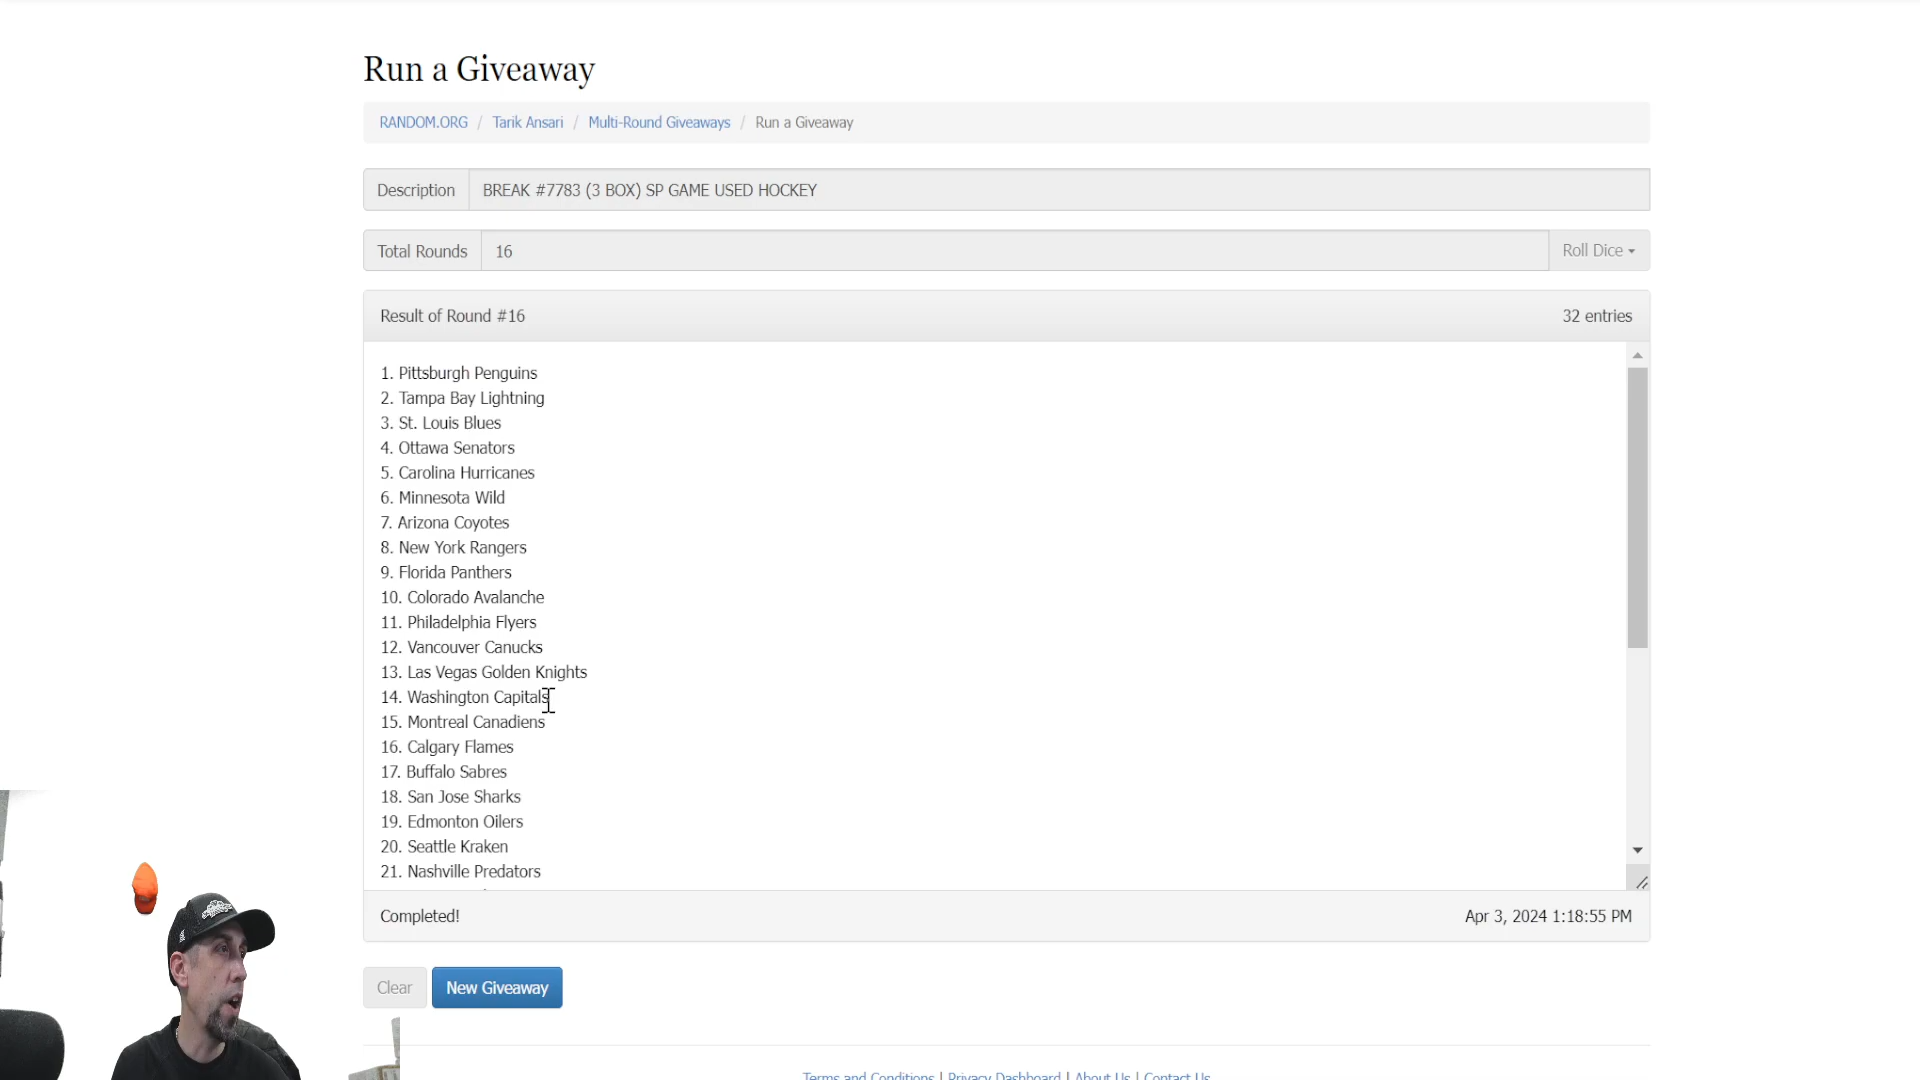 Run a Giveaway
RANDOM.ORG / Tarik Ansari / Multi-Round Giveaways / Run a Giveaway
Description BREAK #7783 (3 BOX) SP GAME USED HOCKEY
Total Rounds 16 Roll Dice
Result of Round #16 32 entries
1. Pittsburgh Penguins
2. Tampa Bay Lightning
3. St. Louis Blues
4. Ottawa Senators
5. Carolina Hurricanes
6. Minnesota Wild
7. Arizona Coyotes
8. New York Rangers
9. Florida Panthers
10. Colorado Avalanche
11. Philadelphia Flyers
12. Vancouver Canucks
13. Las Vegas Golden Knights
14. Washington Capitals
15. Montreal Canadiens
16. Calgary Flames
17. Buffalo Sabres
18. San Jose Sharks
19. Edmonton Oilers
20. Seattle Kraken
21. Nashville Predators
Completed! Apr 3, 2024 1:18:55 PM
Clear New Giveaway
Terms and Conditions | Privacy Dashboard | About Us | Contact Us